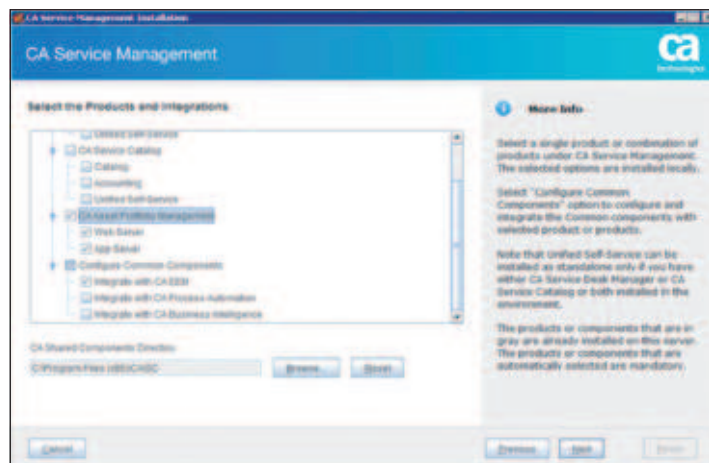 CA Service Management Installation
CA Service Management
ca
technologies
Select the Products and Integrations
Unified Self-Service
CA Service Catalog
Catalog
Accounting
Unified Self-Service
CA Asset Portfolio Management
Web Server
App Server
Configure Common Components
Integrate with CA EEM
Integrate with CA Process Automation
Integrate with CA Business Intelligence
CA Shared Components Directory
C:\Program Files (x86)\CA\SC
Browse...
Reset
More Info
Select a single product or combination of
products under CA Service Management.
The selected options are installed locally.
Select "Configure Common
Components" option to configure and
integrate the Common components with
selected product or products.
Note that Unified Self-Service can be
installed as standalone only if you have
either CA Service Desk Manager or CA
Service Catalog or both installed in the
environment.
The products or components that are in
gray are already installed on this server.
The products or components that are
automatically selected are mandatory.
Cancel
Previous
Next